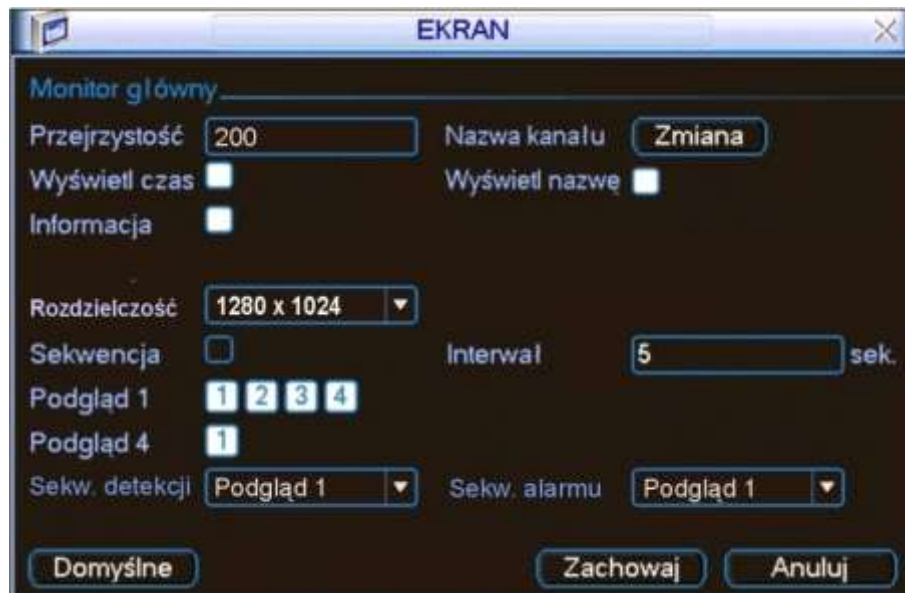 EKRAN
Monitor główny
Przejrzystość 200 Nazwa kanału Zmiana
Wyświetl czas Wyświetl nazwę
Informacja
Rozdzielczość 1280 x 1024
Sekwencja Interwał 5 sek.
Podgląd 1 1 2 3 4
Podgląd 4 1
Sekw. detekcji Podgląd 1 Sekw. alarmu Podgląd 1
Domyślne Zachowaj Anuluj